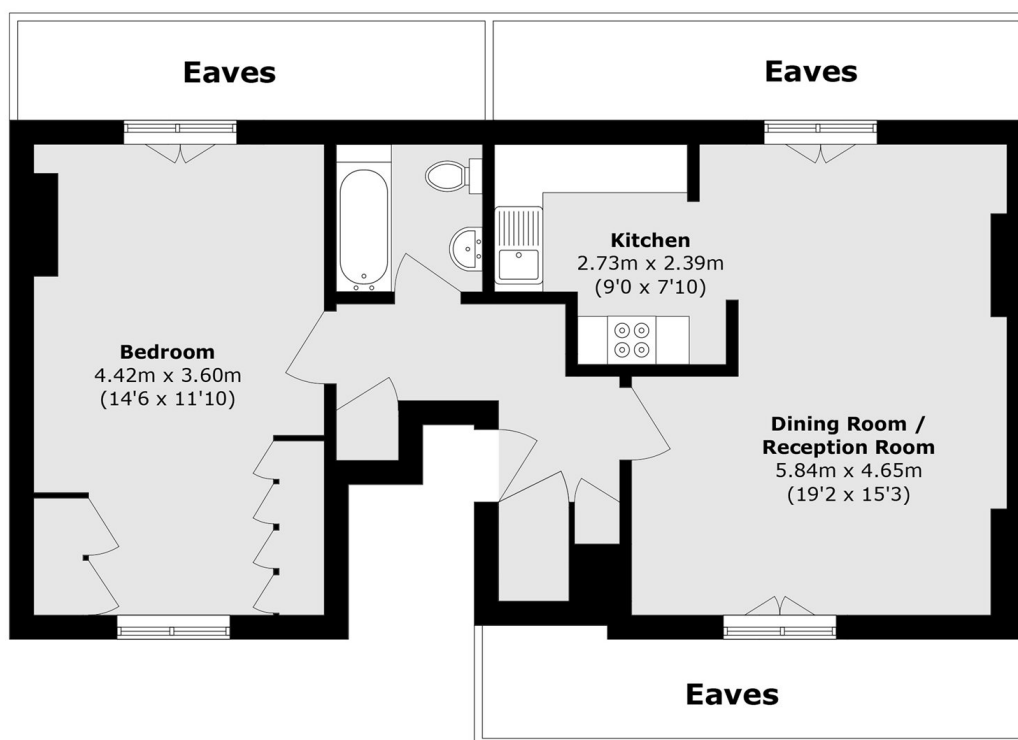 Eaves
Eaves
Kitchen
2.73m x 2.39m
(9'0 x 7'10)
Bedroom
4.42m x 3.60m
(14'6 x 11'10)
Dining Room /
Reception Room
5.84m x 4.65m
(19'2 x 15'3)
Eaves